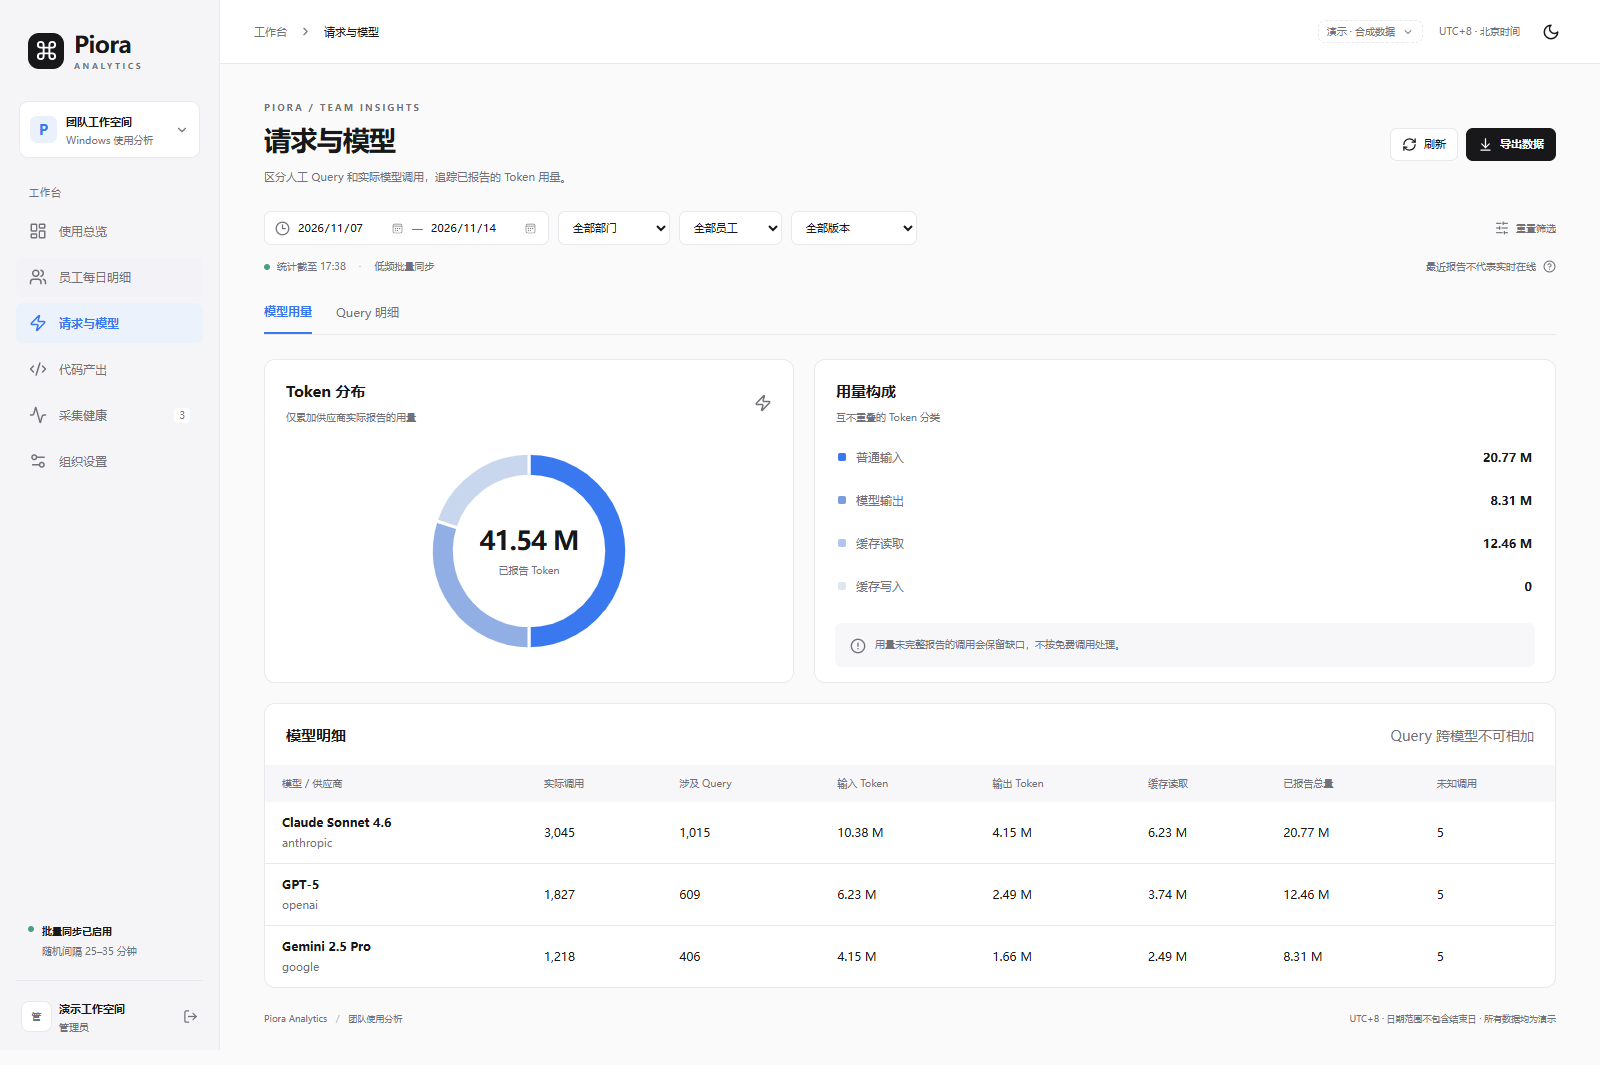 Piora
ANALYTICS
P
团队工作空间
Windows 使用分析
工作台
使用总览
员工每日明细
请求与模型
代码产出
采集健康
3
组织设置
批量同步已启用
随机间隔 25–35 分钟
管
演示工作空间
管理员
工作台
请求与模型
演示 · 合成数据
UTC+8 · 北京时间
PIORA / TEAM INSIGHTS
请求与模型
区分人工 Query 和实际模型调用，追踪已报告的 Token 用量。
刷新
导出数据
2026/11/07 — 2026/11/14
全部部门
全部员工
全部版本
重置筛选
统计截至 17:38 · 低频批量同步
最近报告不代表实时在线
模型用量
Query 明细
Token 分布
仅累加供应商实际报告的用量
41.54 M
已报告 Token
用量构成
互不重叠的 Token 分类
普通输入 20.77 M
模型输出 8.31 M
缓存读取 12.46 M
缓存写入 0
用量未完整报告的调用会保留缺口，不按免费调用处理。
模型明细
Query 跨模型不可相加
模型 / 供应商 实际调用 涉及 Query 输入 Token 输出 Token 缓存读取 已报告总量 未知调用
Claude Sonnet 4.6
anthropic
3,045 1,015 10.38 M 4.15 M 6.23 M 20.77 M 5
GPT-5
openai
1,827 609 6.23 M 2.49 M 3.74 M 12.46 M 5
Gemini 2.5 Pro
google
1,218 406 4.15 M 1.66 M 2.49 M 8.31 M 5
Piora Analytics / 团队使用分析
UTC+8 · 日期范围不包含结束日 · 所有数据均为演示